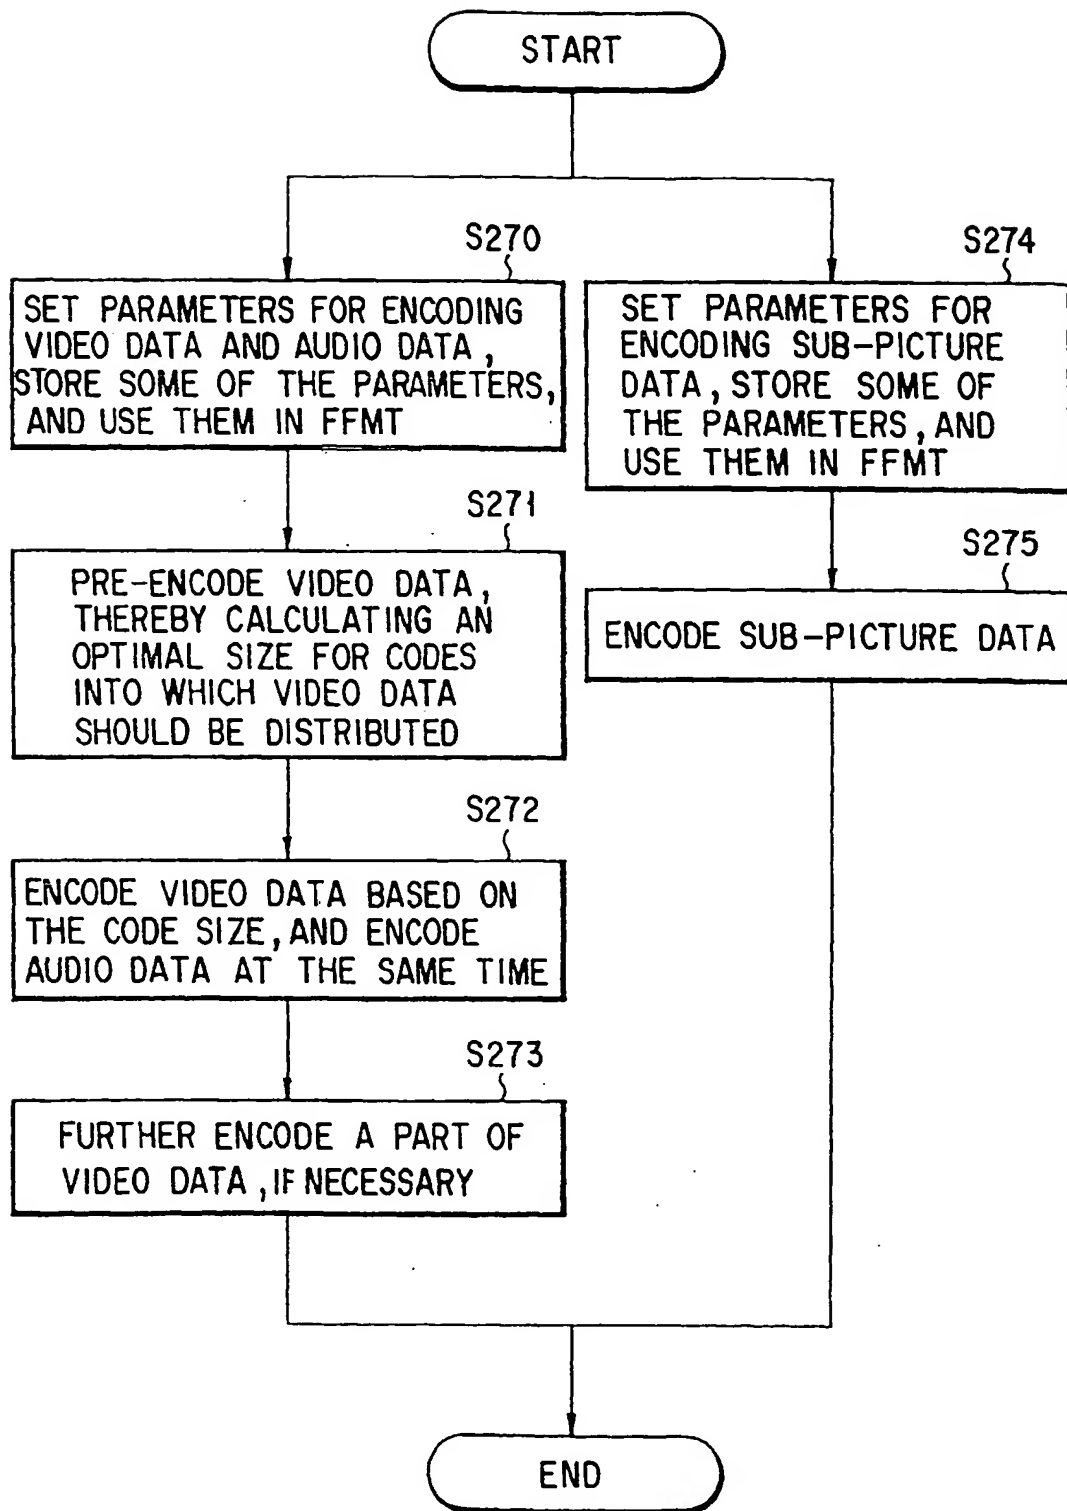 START
S270
SET PARAMETERS FOR ENCODING
VIDEO DATA AND AUDIO DATA,
STORE SOME OF THE PARAMETERS,
AND USE THEM IN FFMT
S271
PRE-ENCODE VIDEO DATA,
THEREBY CALCULATING AN
OPTIMAL SIZE FOR CODES
INTO WHICH VIDEO DATA
SHOULD BE DISTRIBUTED
S272
ENCODE VIDEO DATA BASED ON
THE CODE SIZE, AND ENCODE
AUDIO DATA AT THE SAME TIME
S273
FURTHER ENCODE A PART OF
VIDEO DATA, IF NECESSARY
S274
SET PARAMETERS FOR
ENCODING SUB-PICTURE
DATA, STORE SOME OF
THE PARAMETERS, AND
USE THEM IN FFMT
S275
ENCODE SUB-PICTURE DATA
END